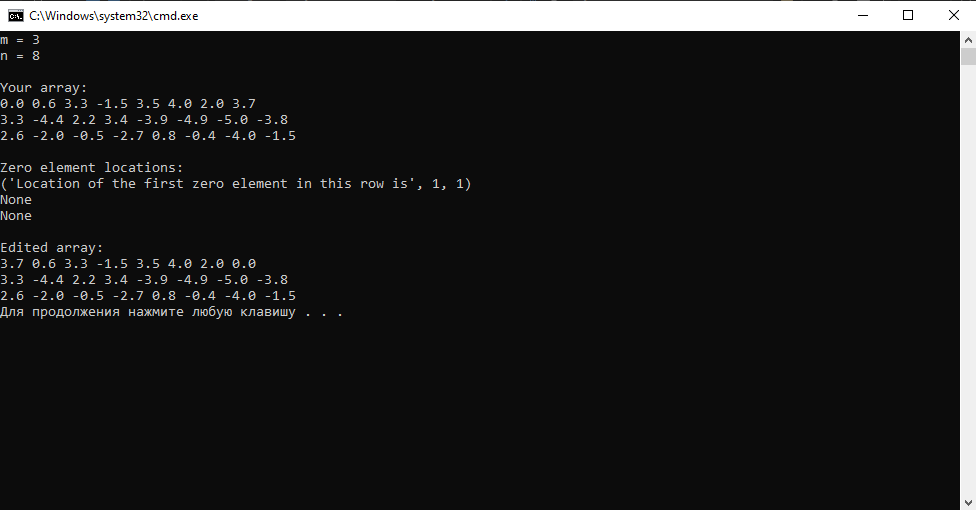 C:\Windows\system32\cmd.exe
m = 3
n = 8
Your array:
0.0 0.6 3.3 -1.5 3.5 4.0 2.0 3.7
3.3 -4.4 2.2 3.4 -3.9 -4.9 -5.0 -3.8
2.6 -2.0 -0.5 -2.7 0.8 -0.4 -4.0 -1.5
Zero element locations:
('Location of the first zero element in this row is', 1, 1)
None
None
Edited array:
3.7 0.6 3.3 -1.5 3.5 4.0 2.0 0.0
3.3 -4.4 2.2 3.4 -3.9 -4.9 -5.0 -3.8
2.6 -2.0 -0.5 -2.7 0.8 -0.4 -4.0 -1.5
Для продолжения нажмите любую клавишу . . .